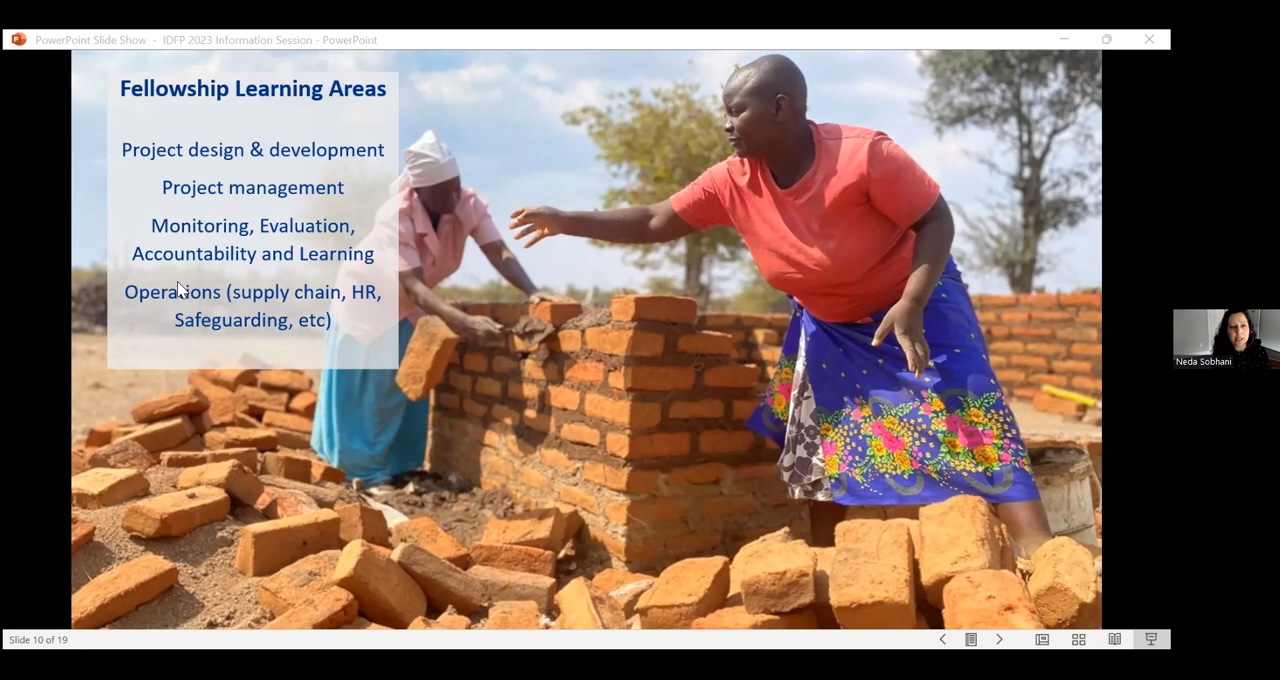 PowerPoint Slide Show - IDFP 2023 Information Session - PowerPoint
Fellowship Learning Areas
Project design & development
Project management
Monitoring, Evaluation,
Accountability and Learning
Operations (supply chain, HR,
Safeguarding, etc)
Neda Sobhani
Slide 10 of 19